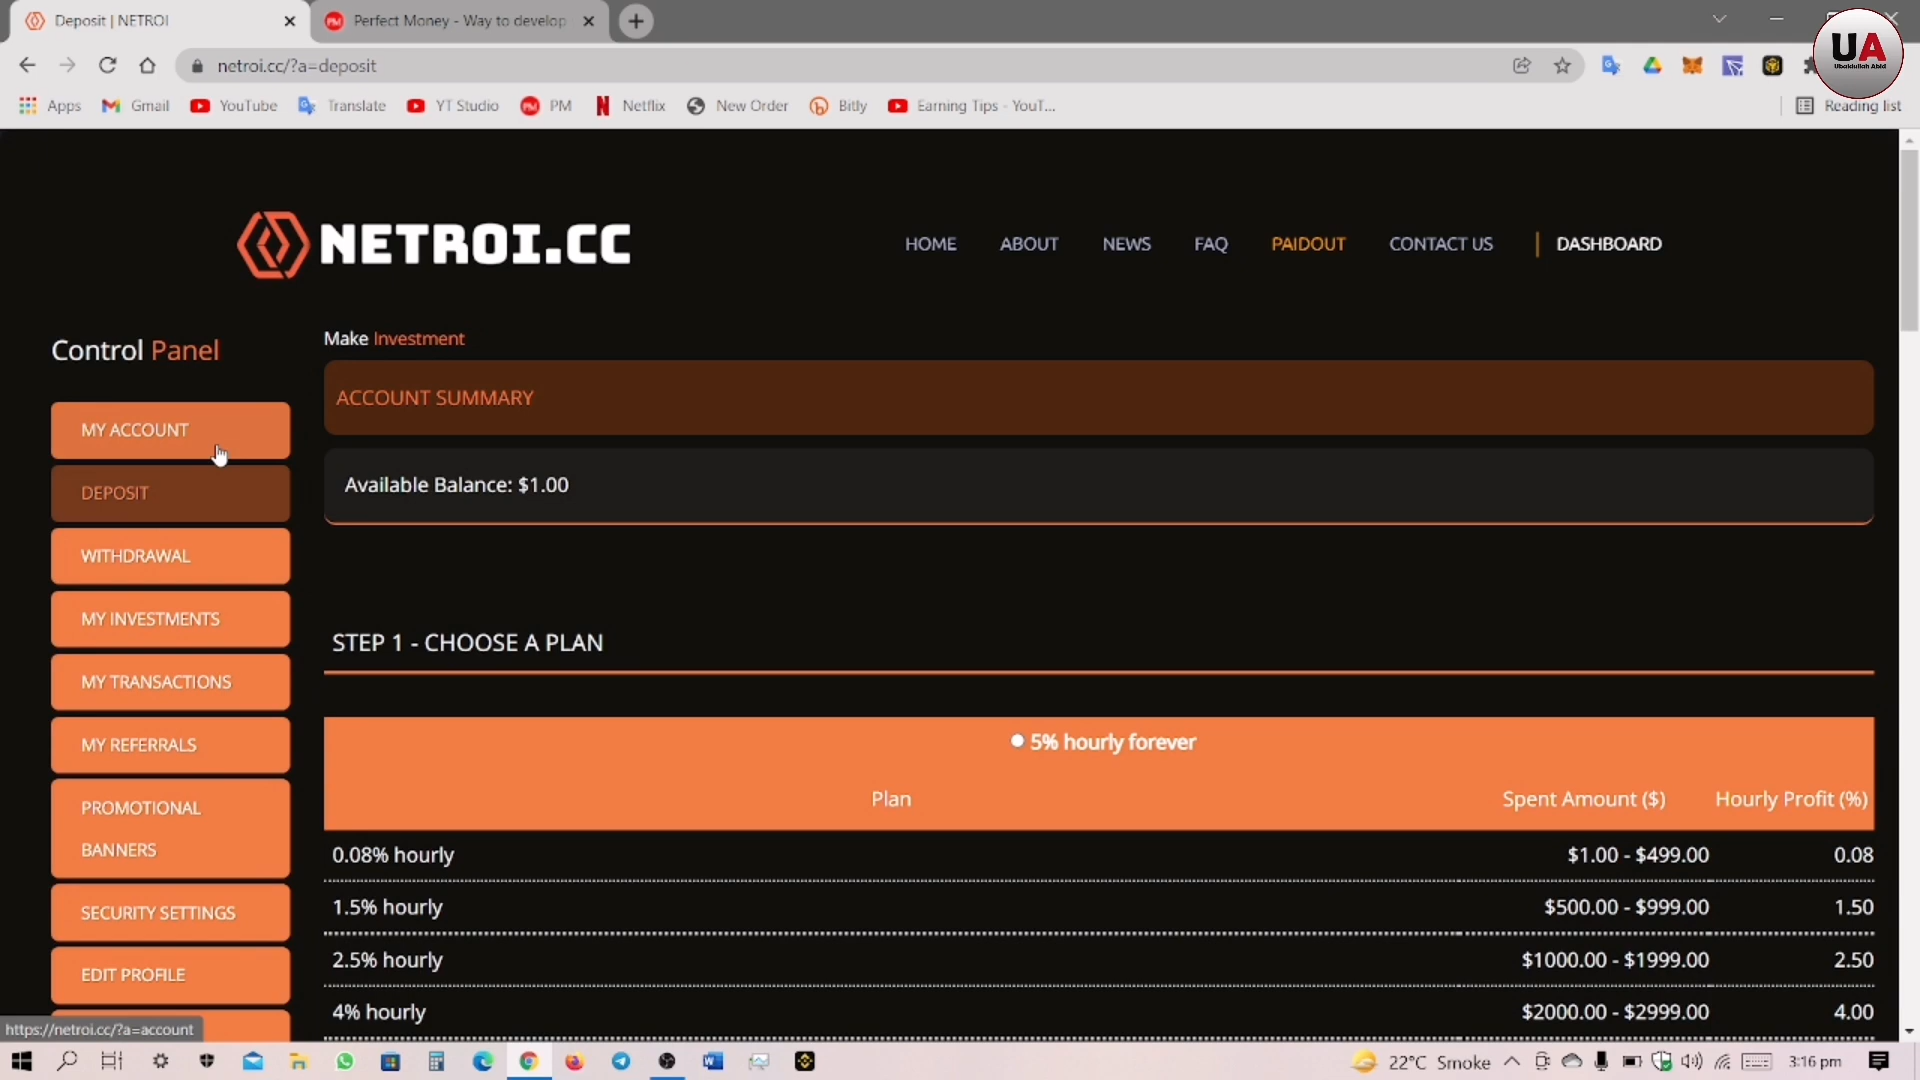 Deposit | NETROI
Perfect Money - Way to develop
netroi.cc/?a=deposit
UA
Ubaidullah Abid
Apps
Gmail
YouTube
Translate
YT Studio
PM
Netflix
New Order
Bitly
Earning Tips - YouT...
Reading list
NETROI.CC
HOME
ABOUT
NEWS
FAQ
PAIDOUT
CONTACT US
DASHBOARD
Control Panel
MY ACCOUNT
DEPOSIT
WITHDRAWAL
MY INVESTMENTS
MY TRANSACTIONS
MY REFERRALS
PROMOTIONAL
BANNERS
SECURITY SETTINGS
EDIT PROFILE
Make Investment
ACCOUNT SUMMARY
Available Balance: $1.00
STEP 1 - CHOOSE A PLAN
5% hourly forever
Plan Spent Amount ($) Hourly Profit (%)
0.08% hourly $1.00 - $499.00 0.08
1.5% hourly $500.00 - $999.00 1.50
2.5% hourly $1000.00 - $1999.00 2.50
4% hourly $2000.00 - $2999.00 4.00
https://netroi.cc/?a=account
22°C Smoke
3:16 pm